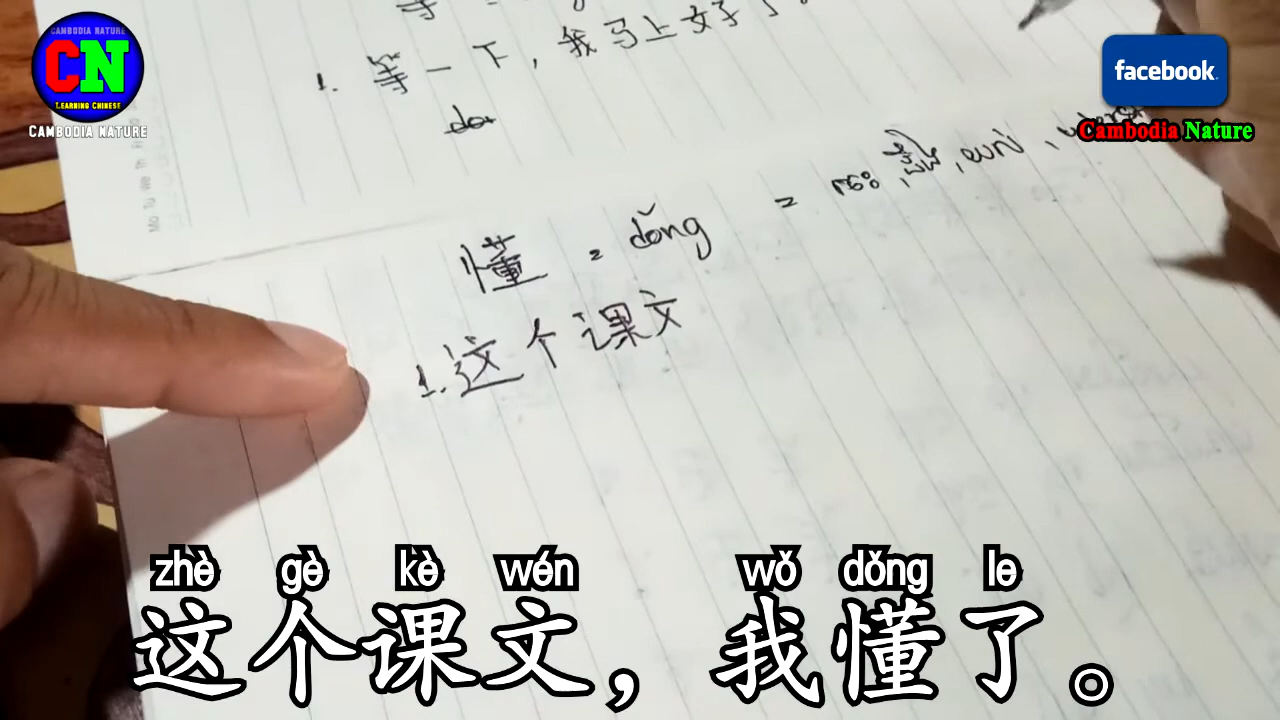 CAMBODIA NATURE
CN
Learning Chinese
CAMBODIA NATURE
facebook
Cambodia Nature
1. 等一下，我马上好了。
do
懂 = dǒng = ចេះ
1. 这个课文
zhè gè kè wén wǒ dǒng le
这个课文，我懂了。